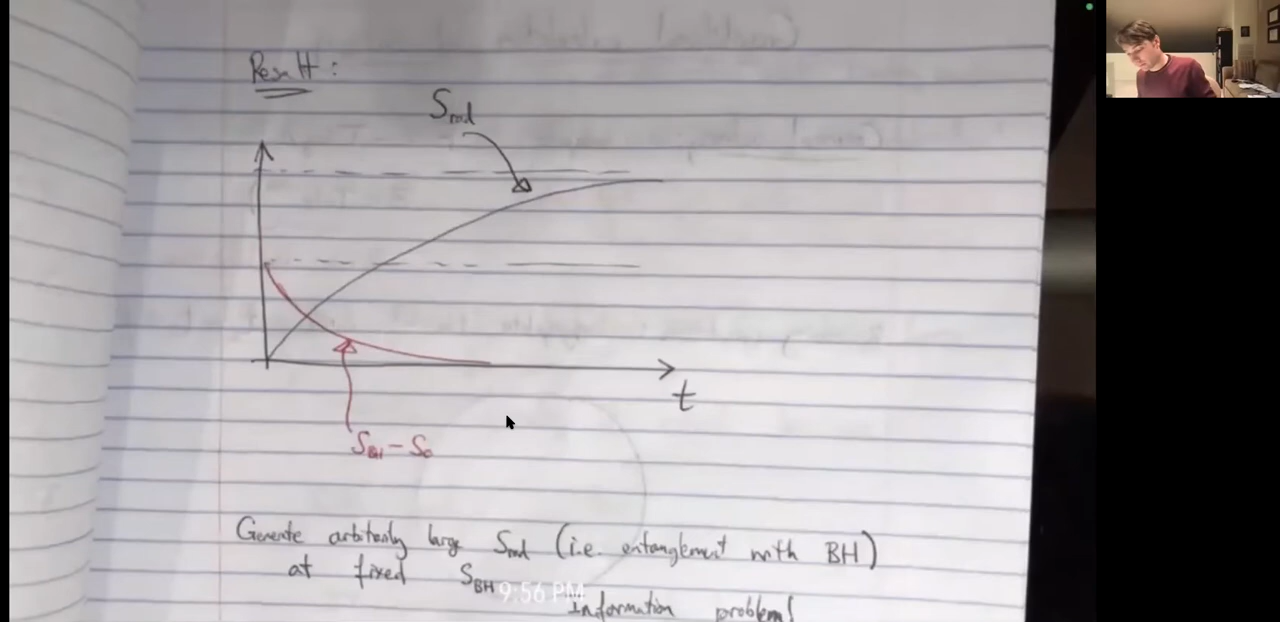 Result:
S_rad
t
S_BH - S_0
Generate arbitrarily large S_rad (i.e. entanglement with BH)
at fixed S_BH
9:56 PM
Information problem!